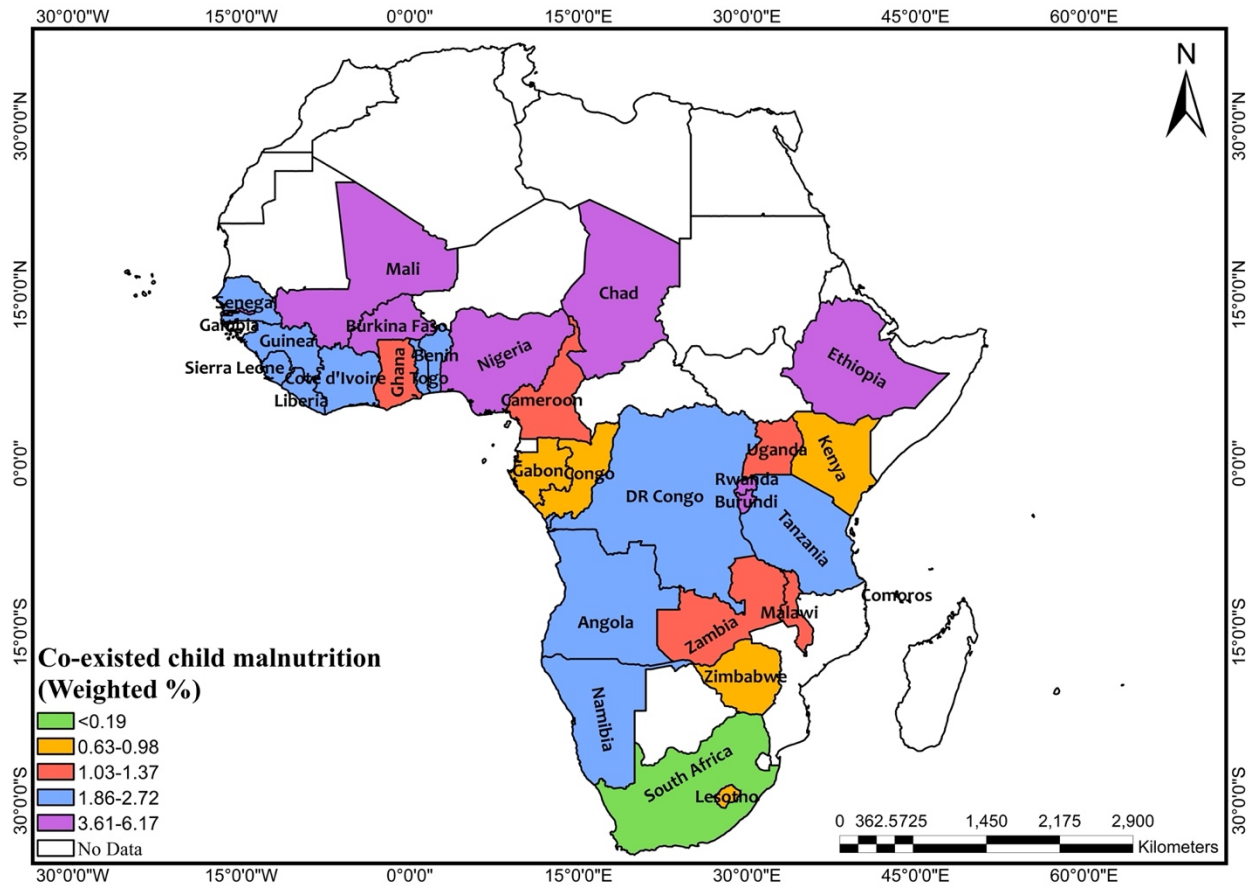 30°0'0"W 15°0'0"W 0°0'0" 15°0'0"E 30°0'0"E 45°0'0"E 60°0'0"E
30°0'0"N
15°0'0"N
0°0'0"
15°0'0"S
30°0'0"S
N
30°0'0"N
15°0'0"N
0°0'0"
15°0'0"S
30°0'0"S
Mali
Chad
Senegal
Gambia
Burkina Faso
Guinea
Benin
Nigeria
Ethiopia
Sierra Leone
Cote d'Ivoire
Ghana
Togo
Liberia
Cameroon
Uganda
Kenya
Gabon
Congo
Rwanda
DR Congo
Burundi
Tanzania
Comoros
Angola
Malawi
Zambia
Zimbabwe
Namibia
South Africa
Lesotho
Co-existed child malnutrition
(Weighted %)
<0.19
0.63-0.98
1.03-1.37
1.86-2.72
3.61-6.17
No Data
0 362.5725 1,450 2,175 2,900
Kilometers
30°0'0"W 15°0'0"W 0°0'0" 15°0'0"E 30°0'0"E 45°0'0"E 60°0'0"E